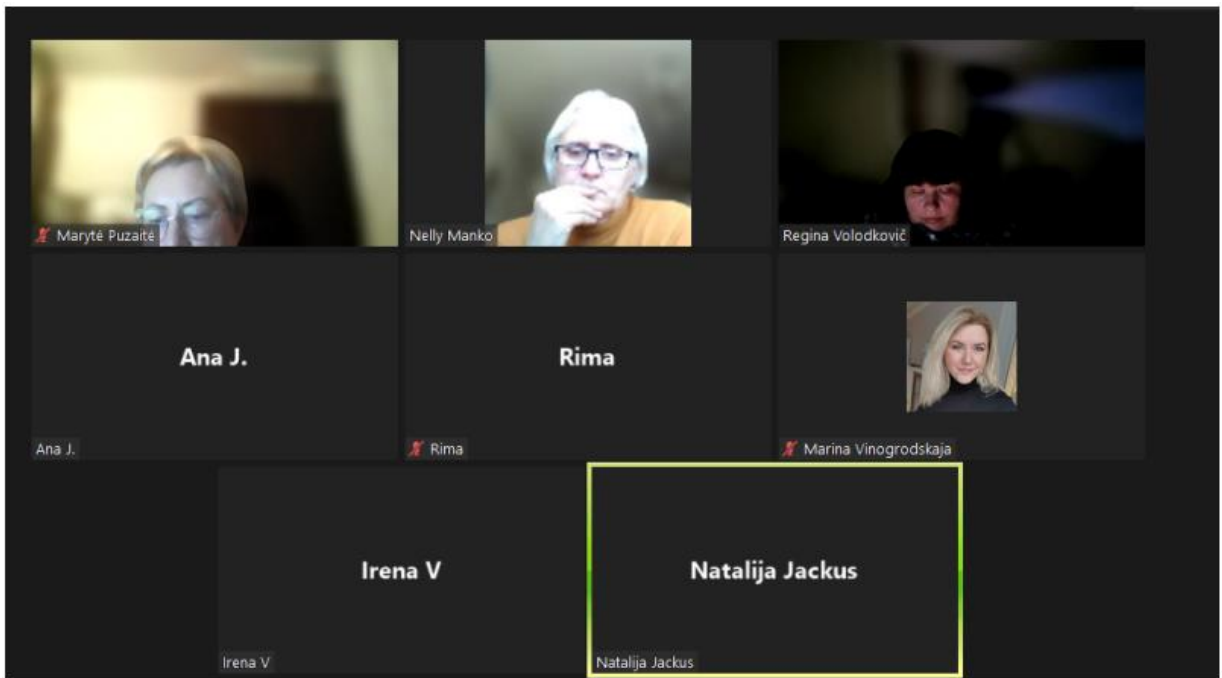 Marytė Puzaitė
Nelly Manko
Regina Volodkovič
Ana J.
Rima
Ana J.
Rima
Marina Vinogrodskaja
Irena V
Natalija Jackus
Irena V
Natalija Jackus